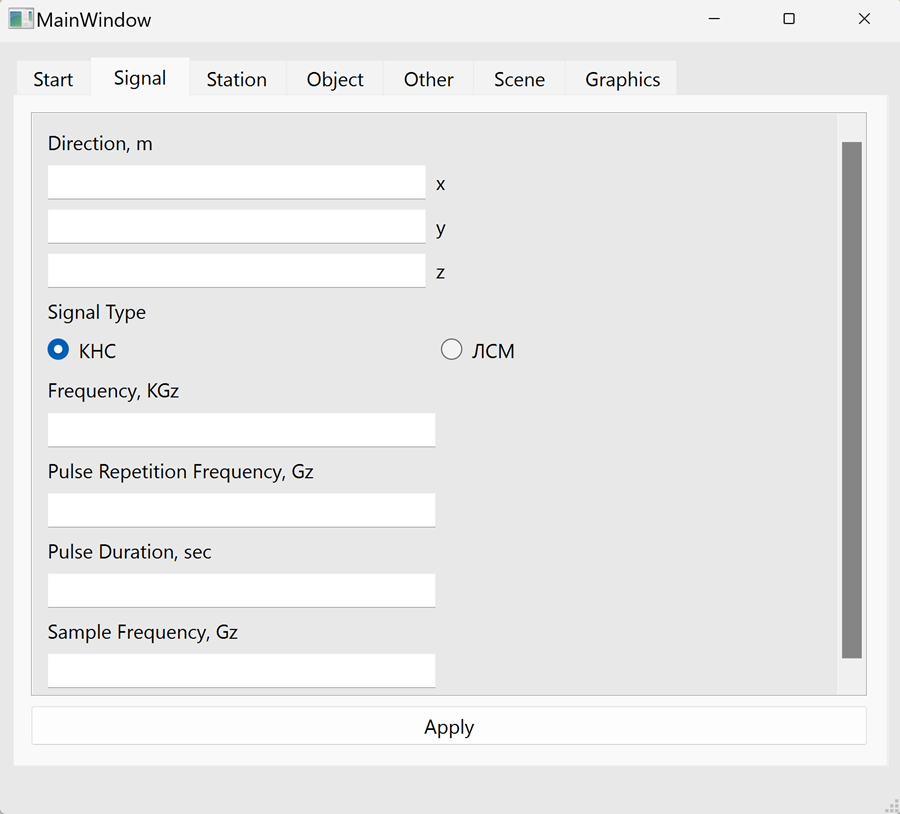 MainWindow
Start Signal Station Object Other Scene Graphics
Direction, m
x
y
z
Signal Type
КНС ЛСМ
Frequency, KGz
Pulse Repetition Frequency, Gz
Pulse Duration, sec
Sample Frequency, Gz
Apply